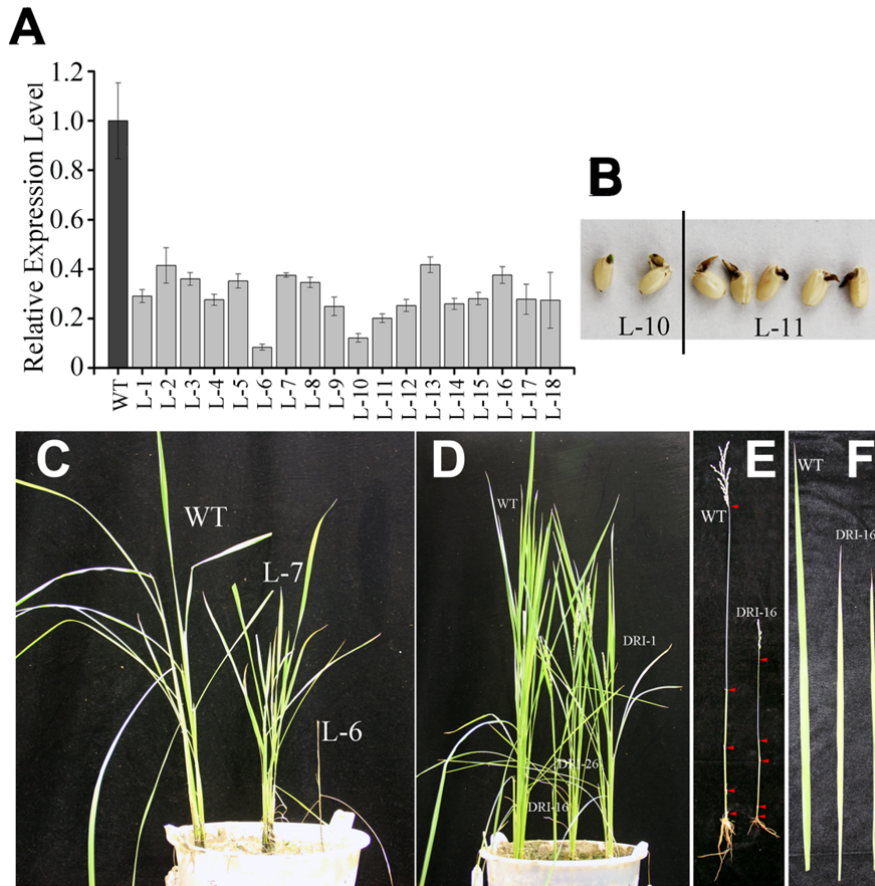 A
Relative Expression Level
1.2
1.0
0.8
0.6
0.4
0.2
0
WT
L-1
L-2
L-3
L-4
L-5
L-6
L-7
L-8
L-9
L-10
L-11
L-12
L-13
L-14
L-15
L-16
L-17
L-18
B
L-10
L-11
C
WT
L-7
L-6
D
WT
DRI-1
DRI-26
DRI-16
E
WT
DRI-16
F
WT
DRI-16